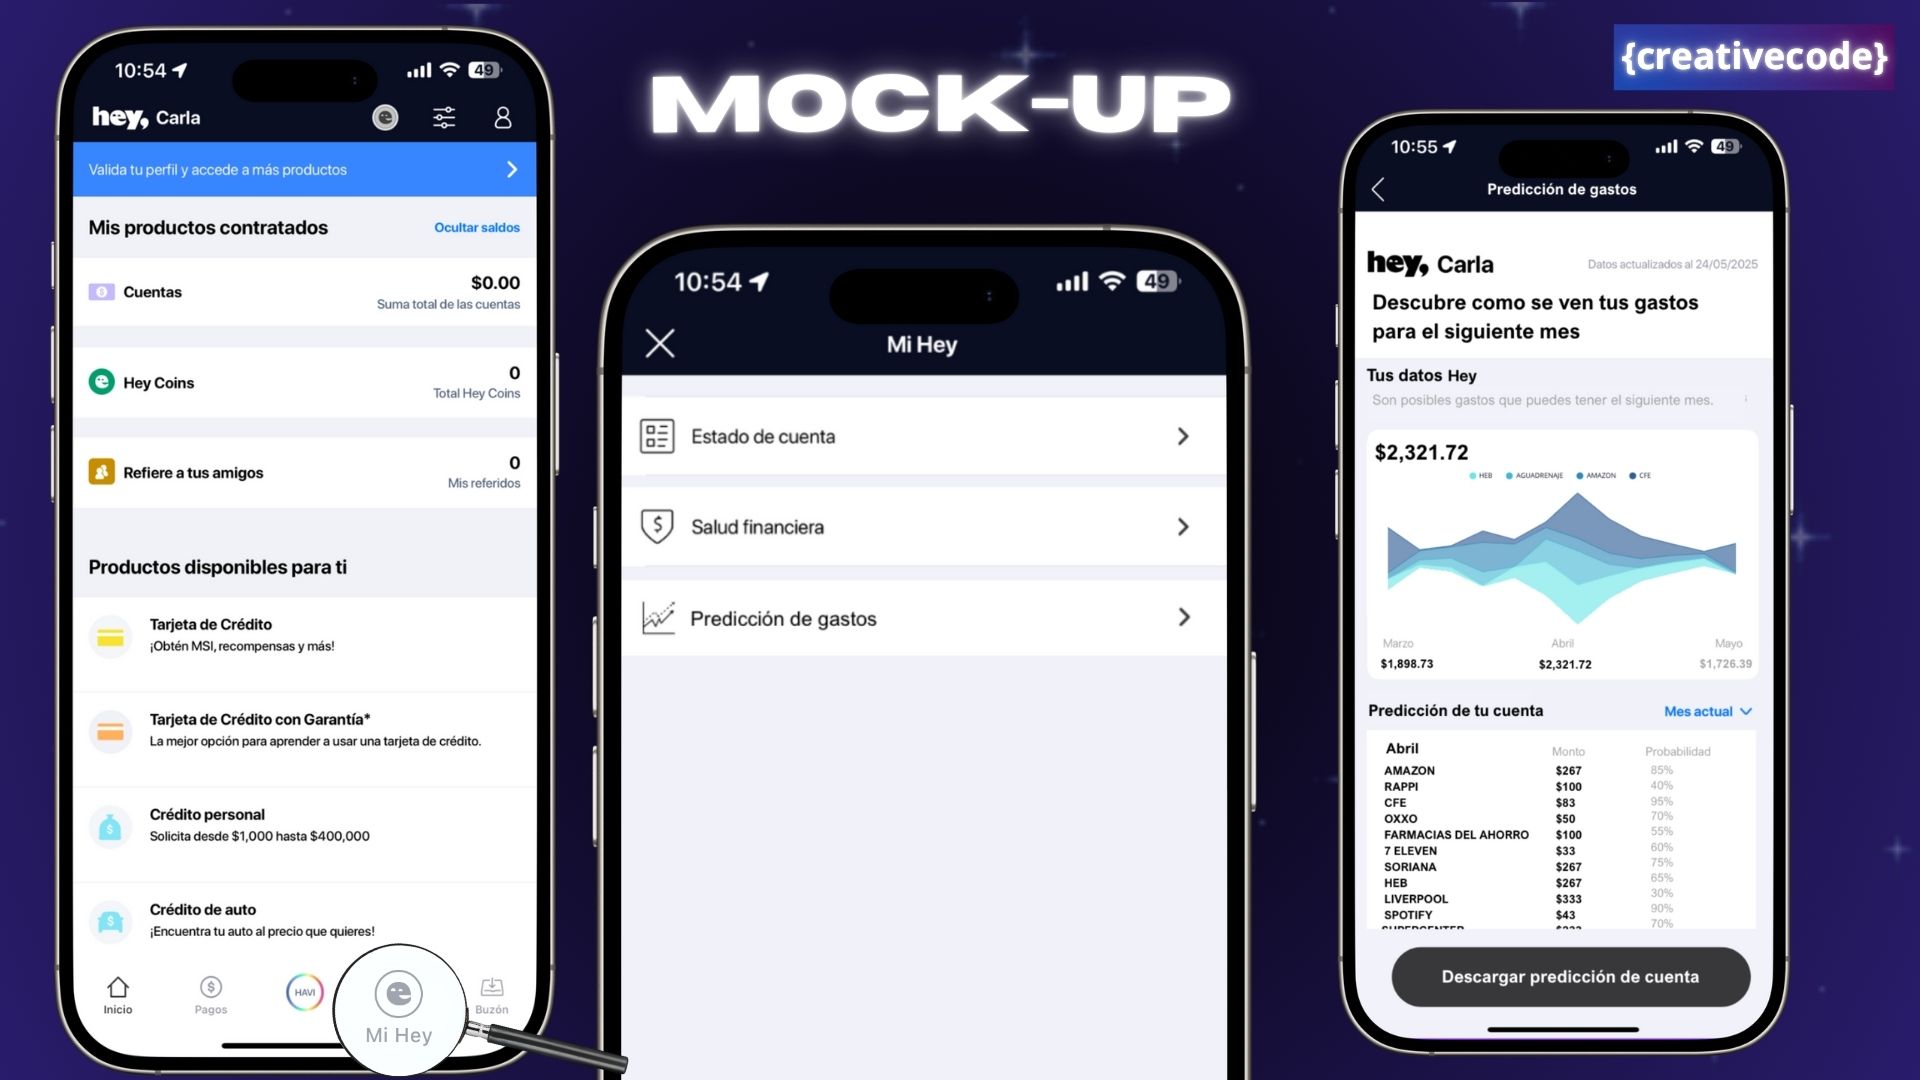 MOCK-UP
{creativecode}
10:54
49
hey, Carla
Valida tu perfil y accede a más productos
Mis productos contratados
Ocultar saldos
Cuentas
$0.00
Suma total de las cuentas
Hey Coins
0
Total Hey Coins
Refiere a tus amigos
0
Mis referidos
Productos disponibles para ti
Tarjeta de Crédito
¡Obtén MSI, recompensas y más!
Tarjeta de Crédito con Garantía*
La mejor opción para aprender a usar una tarjeta de crédito.
Crédito personal
Solicita desde $1,000 hasta $400,000
Crédito de auto
¡Encuentra tu auto al precio que quieres!
Inicio
Pagos
HAVI
Mi Hey
Buzón
10:54
49
Mi Hey
Estado de cuenta
Salud financiera
Predicción de gastos
10:55
49
Predicción de gastos
hey, Carla
Datos actualizados al 24/05/2025
Descubre como se ven tus gastos
para el siguiente mes
Tus datos Hey
Son posibles gastos que puedes tener el siguiente mes.
$2,321.72
HEB AGUADRENAJE AMAZON CFE
Marzo Abril Mayo
$1,898.73 $2,321.72 $1,726.39
Predicción de tu cuenta
Mes actual
Abril Monto Probabilidad
AMAZON $267 85%
RAPPI $100 40%
CFE $83 95%
OXXO $50 70%
FARMACIAS DEL AHORRO $100 55%
7 ELEVEN $33 60%
SORIANA $267 75%
HEB $267 65%
LIVERPOOL $333 30%
SPOTIFY $43 90%
70%
Descargar predicción de cuenta